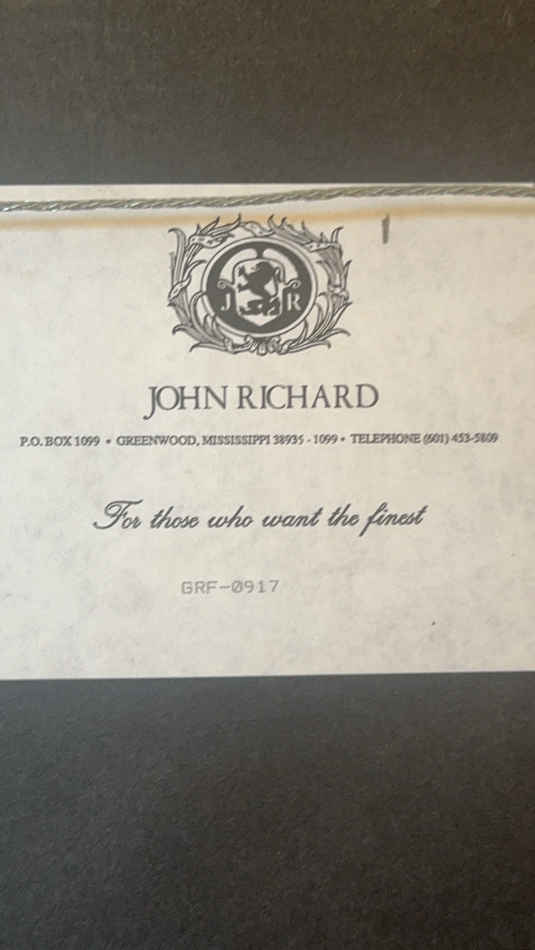 J R
JOHN RICHARD
P.O. BOX 1099 • GREENWOOD, MISSISSIPPI 38935 - 1099 • TELEPHONE (601) 453-5809
For those who want the finest
GRF-0917